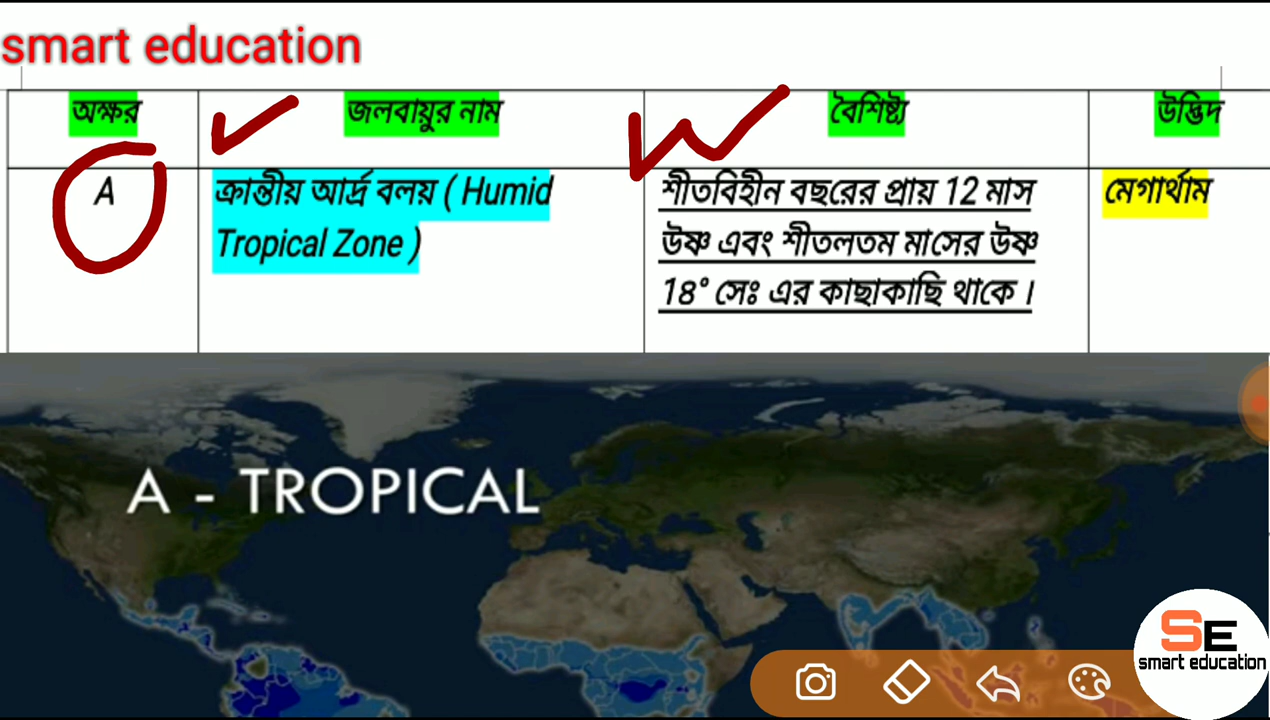 smart education
অক্ষর জলবায়ুর নাম বৈশিষ্ট্য উদ্ভিদ
A ক্রান্তীয় আর্দ্র বলয় ( Humid শীতবিহীন বছরের প্রায় 12 মাস মেগার্থাম
Tropical Zone ) উষ্ণ এবং শীতলতম মাসের উষ্ণ
1৪° সেঃ এর কাছাকাছি থাকে ।
A - TROPICAL
SE
smart education